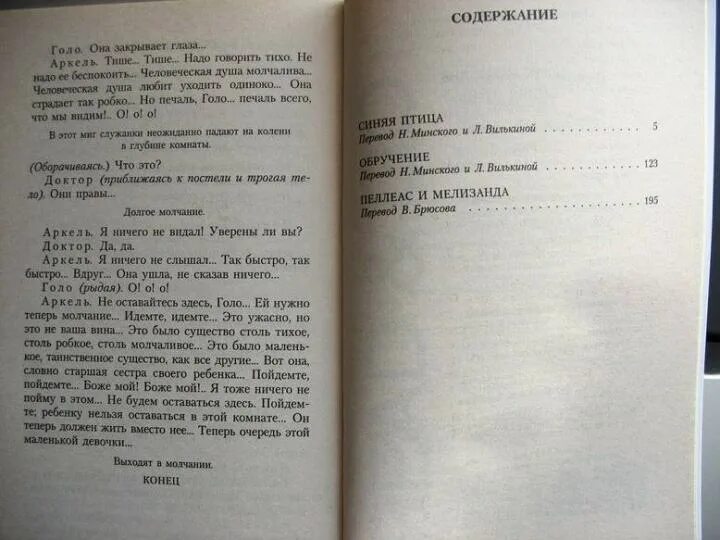 Голо. Она закрывает глаза...
Аркель. Тише... Тише... Надо говорить тихо. Не
надо ее беспокоить... Человеческая душа молчалива...
Человеческая душа любит уходить одиноко... Она
страдает так робко... Но печаль, Голо... печаль всего,
что мы видим!.. О! о! о!
В этот миг служанки неожиданно падают на колени
в глубине комнаты.
(Оборачиваясь.) Что это?
Доктор (приближаясь к постели и трогая те-
ло). Они правы...
Долгое молчание.
Аркель. Я ничего не видал! Уверены ли вы?
Доктор. Да, да.
Аркель. Я ничего не слышал... Так быстро, так
быстро... Вдруг... Она ушла, не сказав ничего...
Голо (рыдая). О! о! о!
Аркель. Не оставайтесь здесь, Голо... Ей нужно
теперь молчание... Идемте, идемте... Это ужасно, но
это не ваша вина... Это было существо столь тихое,
столь робкое, столь молчаливое... Это было малень-
кое, таинственное существо, как все другие... Вот она,
словно старшая сестра своего ребенка... Пойдемте,
пойдемте... Боже мой! Боже мой!.. Я тоже ничего не
пойму в этом... Не будем оставаться здесь. Пойдем-
те; ребенку нельзя оставаться в этой комнате... Он
теперь должен жить вместо нее... Теперь очередь этой
маленькой девочки...
Выходят в молчании.
КОНЕЦ
СОДЕРЖАНИЕ
СИНЯЯ ПТИЦА
Перевод Н. Минского и Л. Вилькиной . . . . . . . . . . . . 5
ОБРУЧЕНИЕ
Перевод Н. Минского и Л. Вилькиной . . . . . . . . . . . . 123
ПЕЛЛЕАС И МЕЛИЗАНДА
Перевод В. Брюсова . . . . . . . . . . . . . . . . . . . . 195